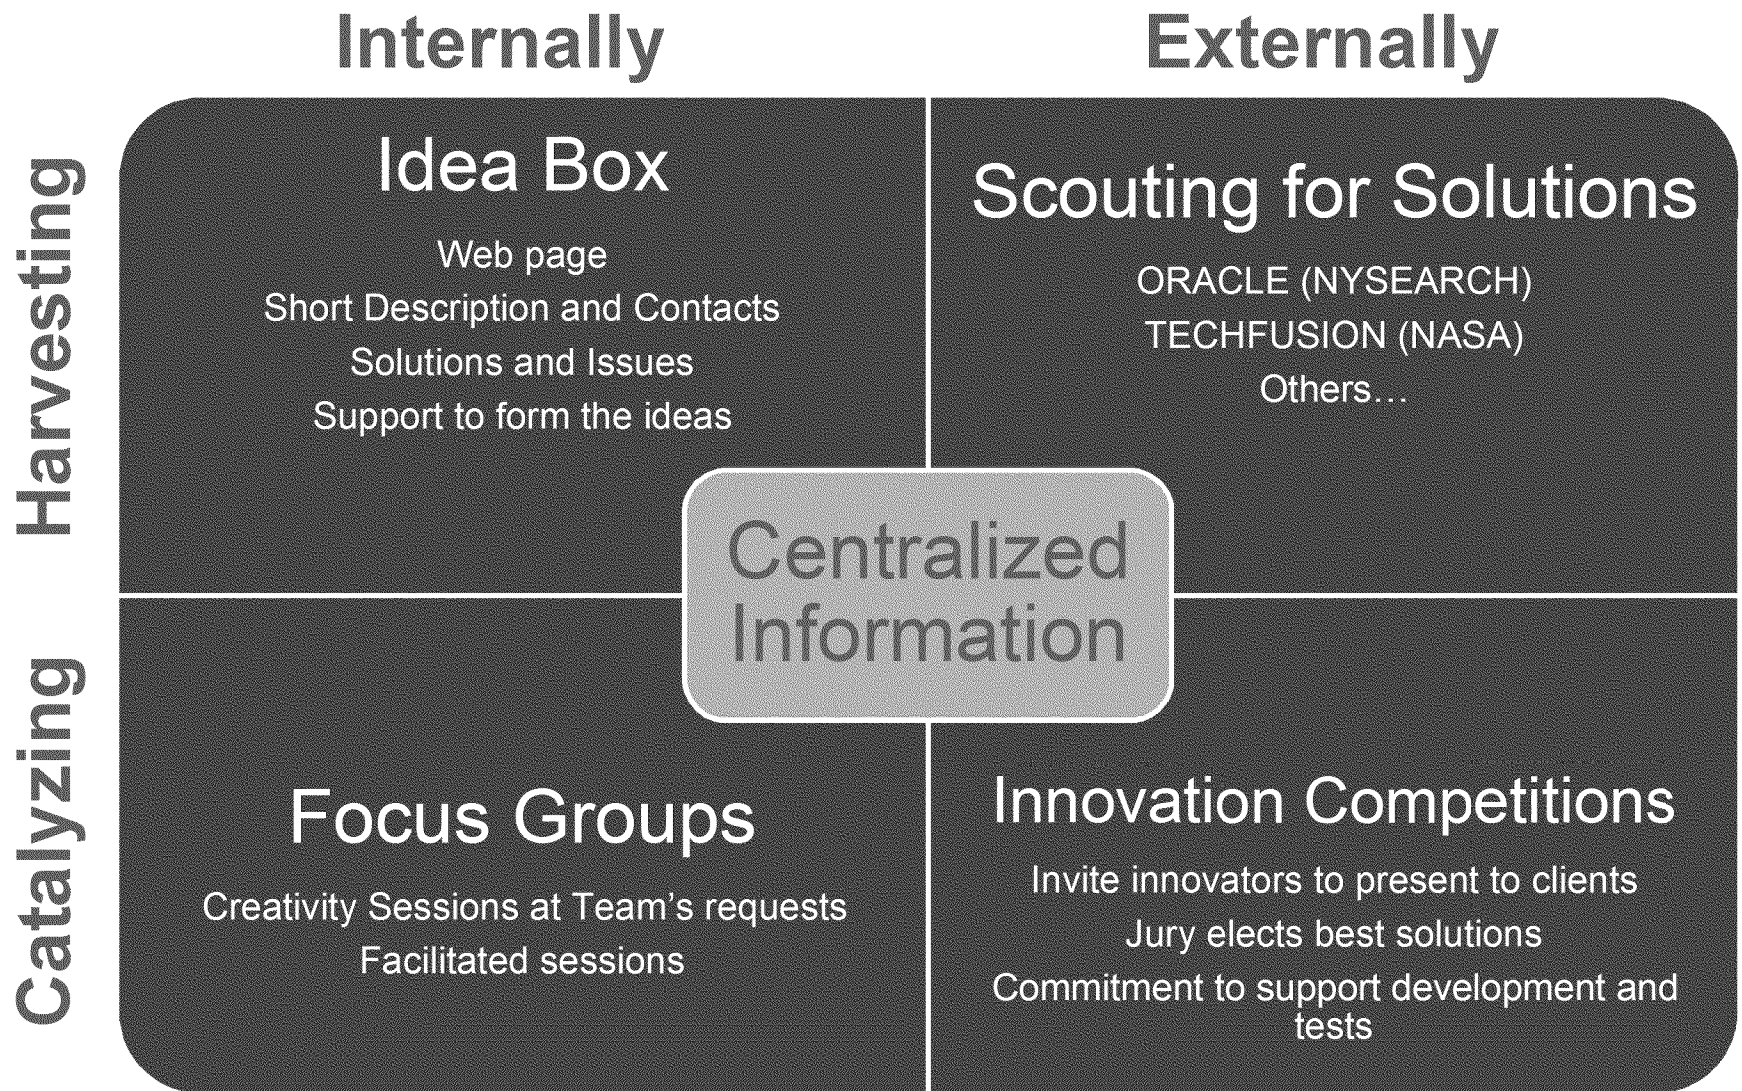 Internally
Externally
Harvesting
Idea Box
Web page
Short Description and Contacts
Solutions and Issues
Support to form the ideas
Scouting for Solutions
ORACLE (NYSEARCH)
TECHFUSION (NASA)
Others…
Centralized
Information
Catalyzing
Focus Groups
Creativity Sessions at Team’s requests
Facilitated sessions
Innovation Competitions
Invite innovators to present to clients
Jury elects best solutions
Commitment to support development and
tests